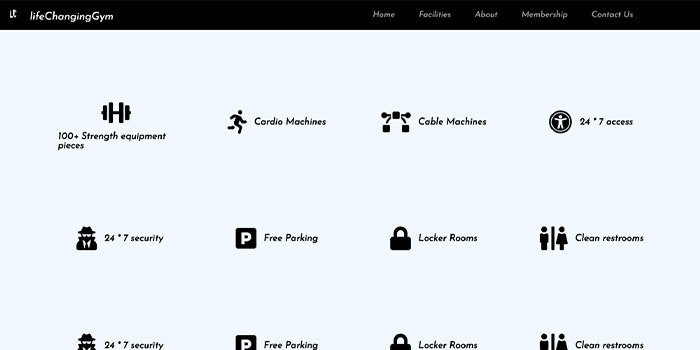 lifeChangingGym
Home Facilities About Membership Contact Us
100+ Strength equipment
pieces
Cardio Machines
Cable Machines
24 * 7 access
24 * 7 security
P
Free Parking
Locker Rooms
Clean restrooms
24 * 7 security
P
Free Parking
Locker Rooms
Clean restrooms